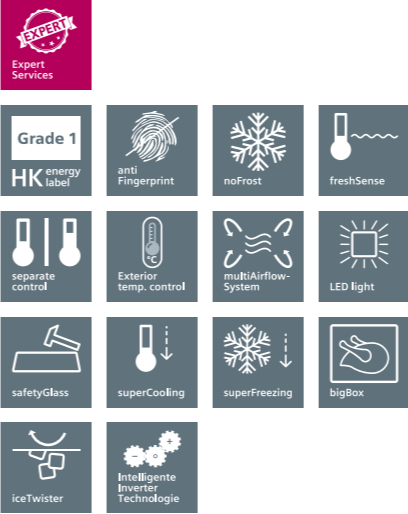 EXPERT
Expert
Services
Grade 1
HK energy
label
anti
Fingerprint
noFrost
freshSense
separate
control
°C
Exterior
temp. control
multiAirflow-
System
LED light
safetyGlass
superCooling
superFreezing
bigBox
iceTwister
Intelligente
Inverter
Technologie